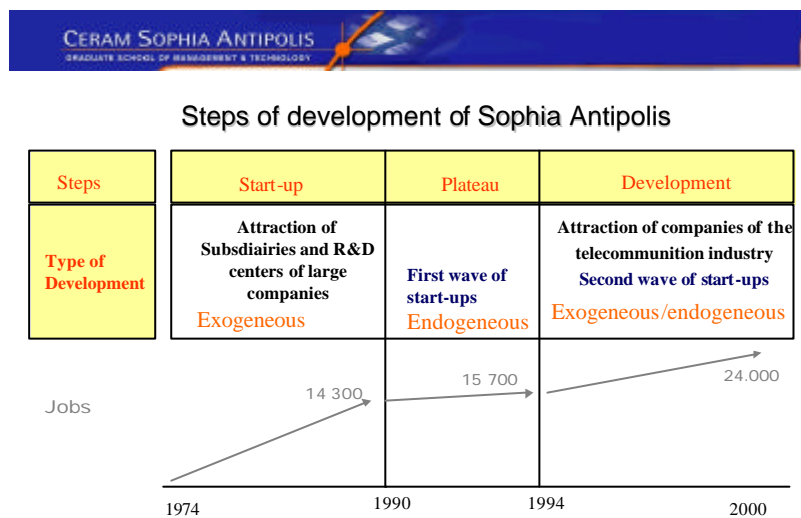 CERAM SOPHIA ANTIPOLIS
GRADUATE SCHOOL OF MANAGEMENT & TECHNOLOGY
Steps of development of Sophia Antipolis
Steps
Start-up
Plateau
Development
Type of
Development
Attraction of
Subsdiairies and R&D
centers of large
companies
Exogeneous
First wave of
start-ups
Endogeneous
Attraction of companies of the
telecommunition industry
Second wave of start-ups
Exogeneous/endogeneous
Jobs
14 300
15 700
24.000
1974
1990
1994
2000